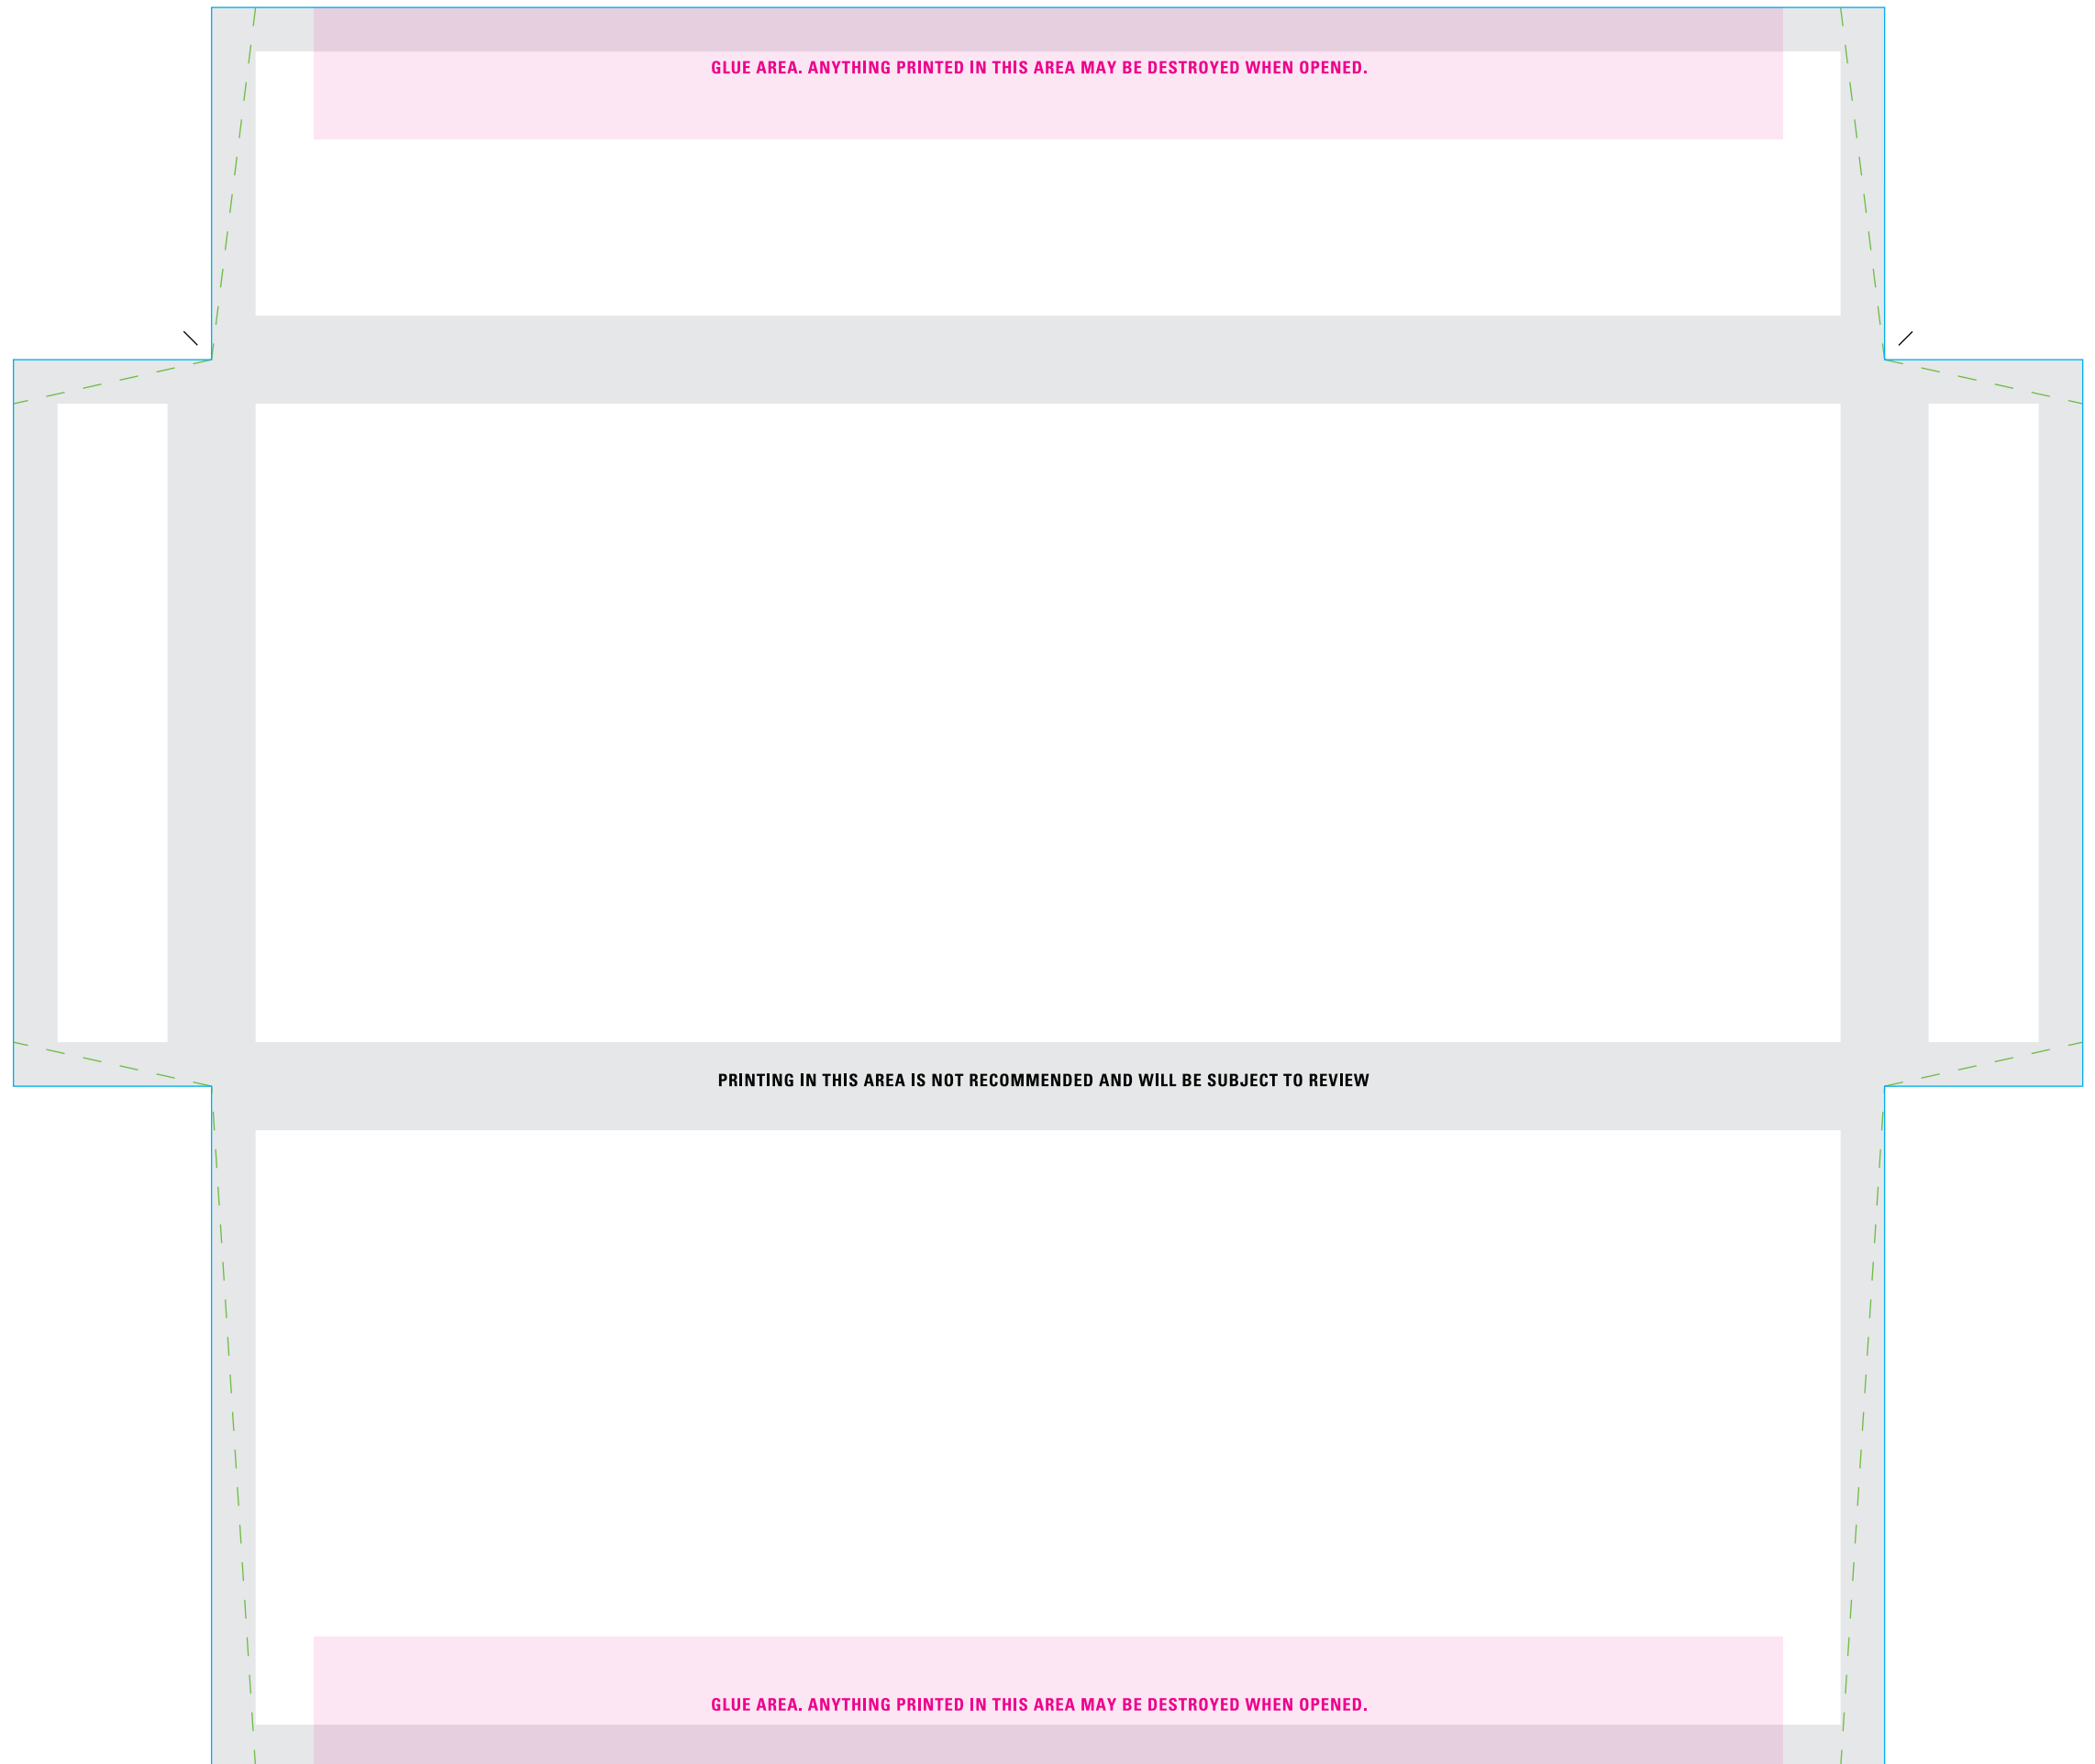 GLUE AREA. ANYTHING PRINTED IN THIS AREA MAY BE DESTROYED WHEN OPENED.
PRINTING IN THIS AREA IS NOT RECOMMENDED AND WILL BE SUBJECT TO REVIEW
GLUE AREA. ANYTHING PRINTED IN THIS AREA MAY BE DESTROYED WHEN OPENED.